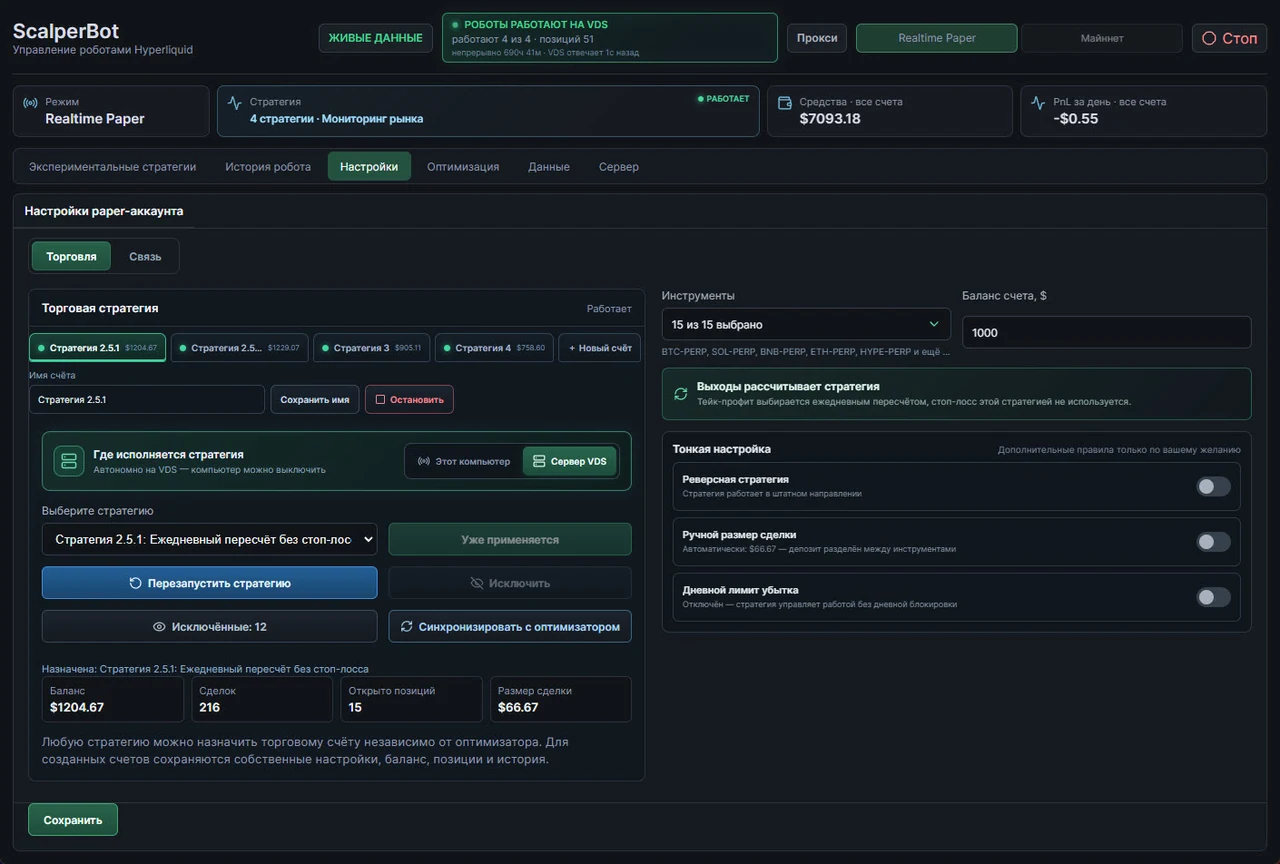 ScalperBot
Управление роботами Hyperliquid
ЖИВЫЕ ДАННЫЕ
РОБОТЫ РАБОТАЮТ НА VDS
работают 4 из 4 · позиций 51
непрерывно 690ч 41м · VDS отвечает 1с назад
Прокси
Realtime Paper
Майннет
Стоп
Режим
Realtime Paper
Стратегия
4 стратегии · Мониторинг рынка
РАБОТАЕТ
Средства · все счета
$7093.18
PnL за день · все счета
-$0.55
Экспериментальные стратегии
История робота
Настройки
Оптимизация
Данные
Сервер
Настройки paper-аккаунта
Торговля
Связь
Торговая стратегия
Работает
Стратегия 2.5.1 $1204.67
Стратегия 2.5... $1229.07
Стратегия 3 $905.11
Стратегия 4 $758.60
+ Новый счёт
Имя счёта
Стратегия 2.5.1
Сохранить имя
Остановить
Где исполняется стратегия
Автономно на VDS — компьютер можно выключить
Этот компьютер
Сервер VDS
Выберите стратегию
Стратегия 2.5.1: Ежедневный пересчёт без стоп-лос
Уже применяется
Перезапустить стратегию
Исключить
Исключённые: 12
Синхронизировать с оптимизатором
Назначена: Стратегия 2.5.1: Ежедневный пересчёт без стоп-лосса
Баланс
$1204.67
Сделок
216
Открыто позиций
15
Размер сделки
$66.67
Любую стратегию можно назначить торговому счёту независимо от оптимизатора. Для
созданных счетов сохраняются собственные настройки, баланс, позиции и история.
Сохранить
Инструменты
15 из 15 выбрано
BTC-PERP, SOL-PERP, BNB-PERP, ETH-PERP, HYPE-PERP и ещё ...
Баланс счета, $
1000
Выходы рассчитывает стратегия
Тейк-профит выбирается ежедневным пересчётом, стоп-лосс этой стратегией не используется.
Тонкая настройка
Дополнительные правила только по вашему желанию
Реверсная стратегия
Стратегия работает в штатном направлении
Ручной размер сделки
Автоматически: $66.67 — депозит разделён между инструментами
Дневной лимит убытка
Отключён — стратегия управляет работой без дневной блокировки